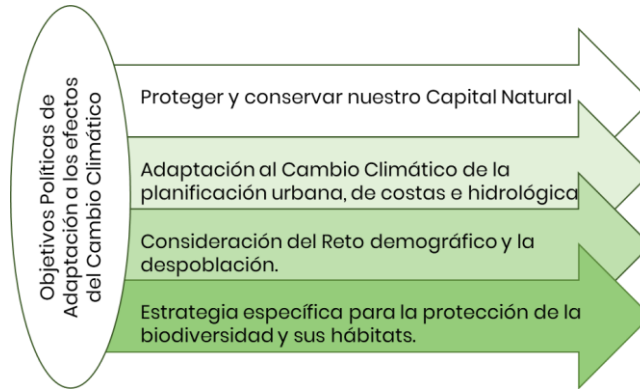 Objetivos Políticas de
Adaptación a los efectos
del Cambio Climático
Proteger y conservar nuestro Capital Natural
Adaptación al Cambio Climático de la
planificación urbana, de costas e hidrológica
Consideración del Reto demográfico y la
despoblación.
Estrategia específica para la protección de la
biodiversidad y sus hábitats.